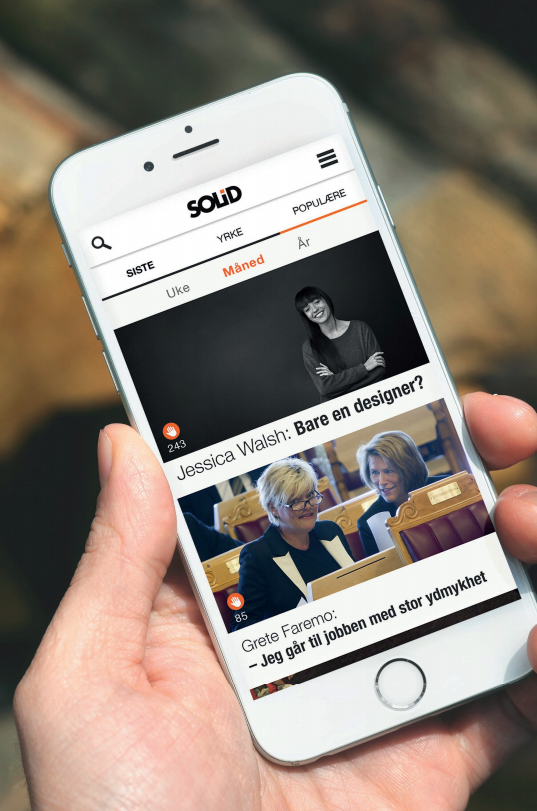 SOLiD
SISTE
YRKE
POPULÆRE
Uke
Måned
År
243
Jessica Walsh: Bare en designer?
85
Grete Faremo:
– Jeg går til jobben med stor ydmykhet